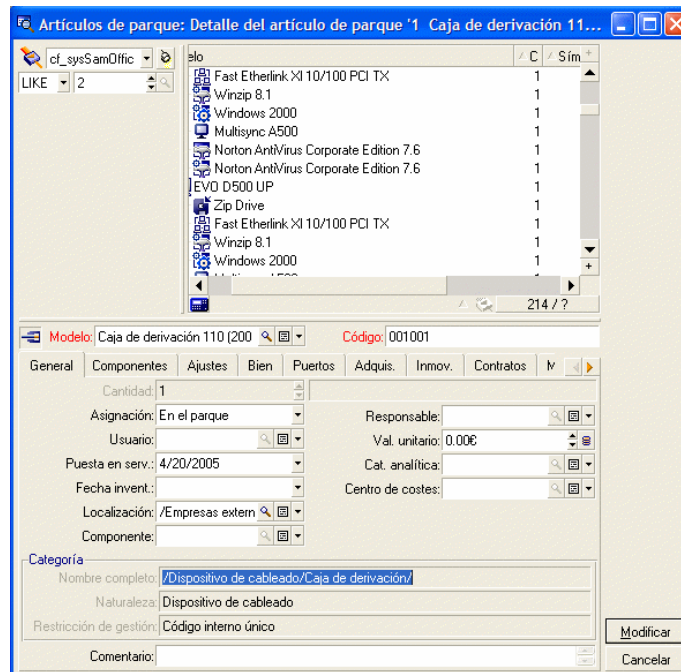 Artículos de parque: Detalle del artículo de parque '1 Caja de derivación 11...
cf_sysSamOffic
LIKE 2
elo C Sím
Fast Etherlink XI 10/100 PCI TX 1
Winzip 8.1 1
Windows 2000 1
Multisync A500 1
Norton AntiVirus Corporate Edition 7.6 1
Norton AntiVirus Corporate Edition 7.6 1
EVO D500 UP 1
Zip Drive 1
Fast Etherlink XI 10/100 PCI TX 1
Winzip 8.1 1
Windows 2000 1
214 / ?
Modelo: Caja de derivación 110 (200 Código: 001001
General Componentes Ajustes Bien Puertos Adquis. Inmov. Contratos
Cantidad: 1
Asignación: En el parque Responsable:
Usuario: Val. unitario: 0.00€
Puesta en serv.: 4/20/2005 Cat. analítica:
Fecha invent.: Centro de costes:
Localización: /Empresas extern
Componente:
Categoría
Nombre completo: /Dispositivo de cableado/Caja de derivación/
Naturaleza: Dispositivo de cableado
Restricción de gestión: Código interno único
Modificar
Comentario:
Cancelar